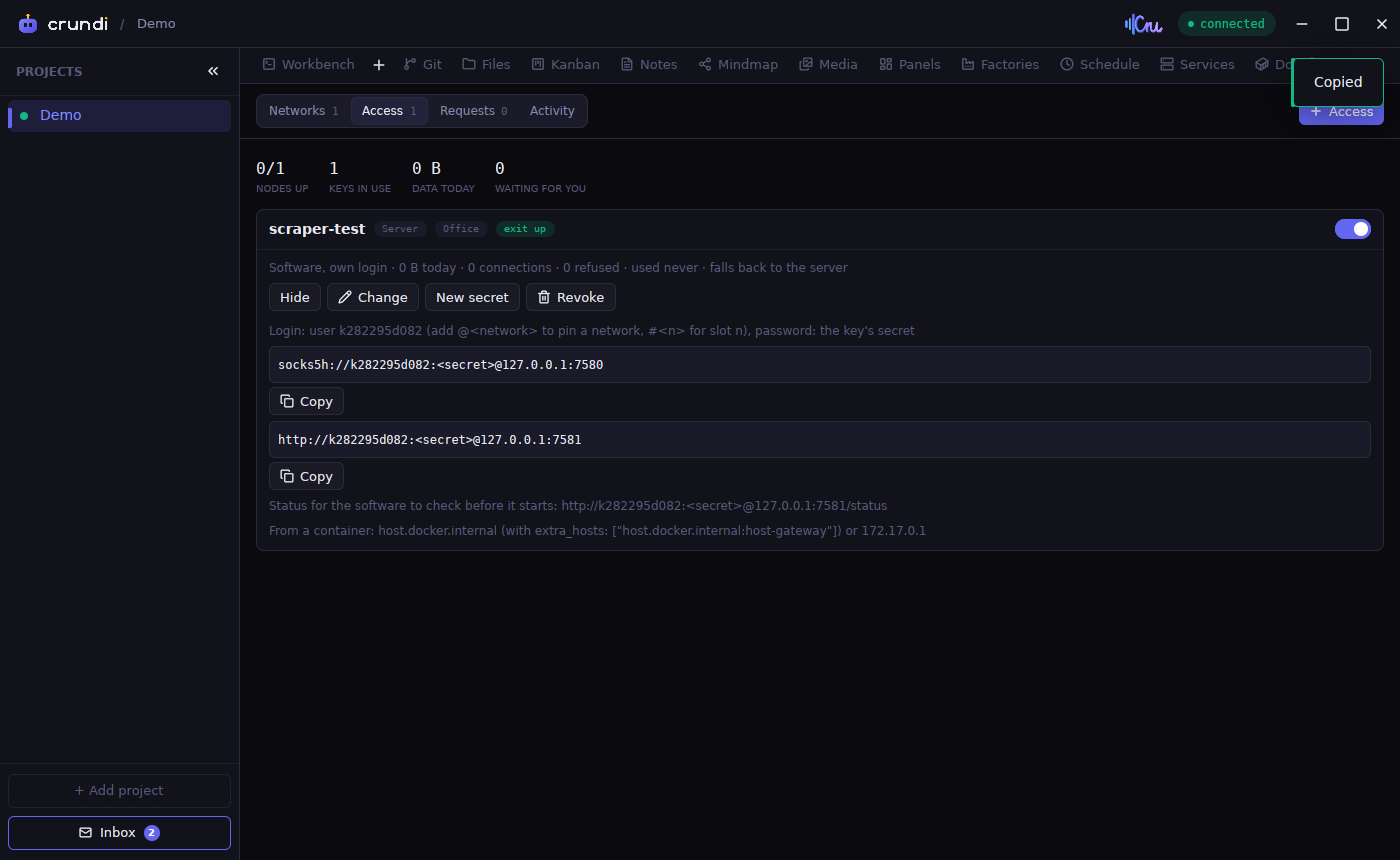 crundi / Demo
Cru
connected
PROJECTS
Workbench + Git Files Kanban Notes Mindmap Media Panels Factories Schedule Services
Copied
Demo
Networks 1 Access 1 Requests 0 Activity
+ Access
0/1 1 0 B 0
NODES UP KEYS IN USE DATA TODAY WAITING FOR YOU
scraper-test Server Office exit up
Software, own login · 0 B today · 0 connections · 0 refused · used never · falls back to the server
Hide Change New secret Revoke
Login: user k282295d082 (add @<network> to pin a network, #<n> for slot n), password: the key's secret
socks5h://k282295d082:<secret>@127.0.0.1:7580
Copy
http://k282295d082:<secret>@127.0.0.1:7581
Copy
Status for the software to check before it starts: http://k282295d082:<secret>@127.0.0.1:7581/status
From a container: host.docker.internal (with extra_hosts: ["host.docker.internal:host-gateway"]) or 172.17.0.1
+ Add project
Inbox 2